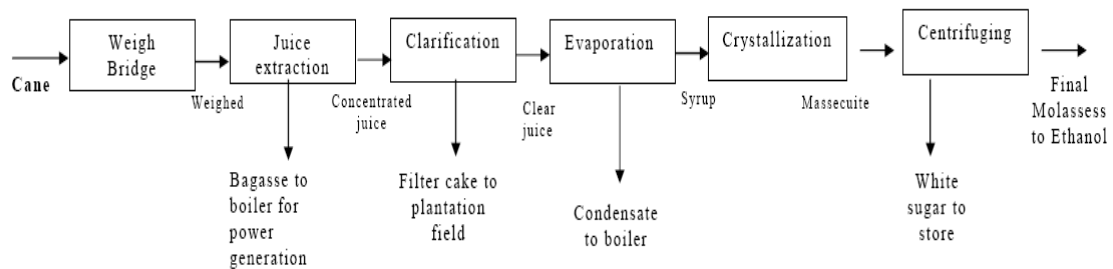 Cane
Weigh
Bridge
Weighed
Juice
extraction
Concentrated
juice
Clarification
Clear
juice
Evaporation
Syrup
Crystallization
Massecuite
Centrifuging
Final
Molassess
to Ethanol
Bagasse to
boiler for
power
generation
Filter cake to
plantation
field
Condensate
to boiler
White
sugar to
store